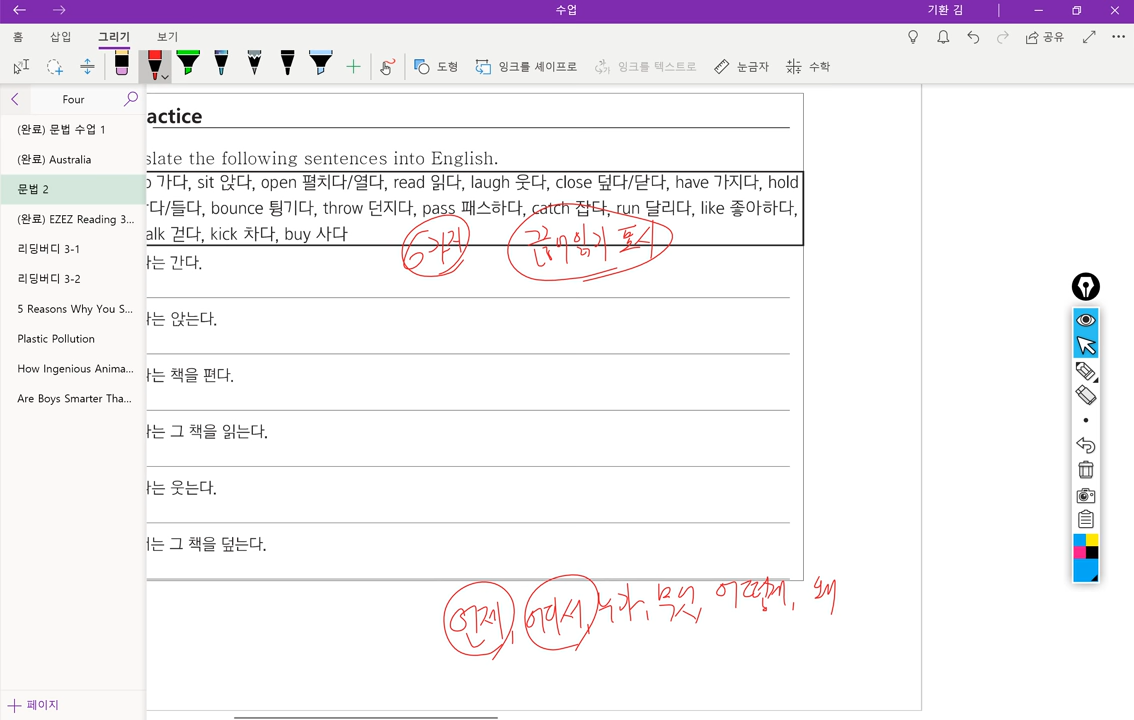 수업
기환 김
홈 삽입 그리기 보기
공유
도형 잉크를 셰이프로 잉크를 텍스트로 눈금자 수학
Four
(완료) 문법 수업 1
(완료) Australia
문법 2
(완료) EZEZ Reading 3...
리딩버디 3-1
리딩버디 3-2
5 Reasons Why You S...
Plastic Pollution
How Ingenious Anima...
Are Boys Smarter Tha...
페이지
actice
slate the following sentences into English.
가다, sit 앉다, open 펼치다/열다, read 읽다, laugh 웃다, close 덮다/닫다, have 가지다, hold
다/들다, bounce 튕기다, throw 던지다, pass 패스하다, catch 잡다, run 달리다, like 좋아하다,
alk 걷다, kick 차다, buy 사다
6가지 끊어읽기 표시
는 간다.
는 앉는다.
는 책을 편다.
는 그 책을 읽는다.
는 웃는다.
는 그 책을 덮는다.
언제, 어디서, 누가, 무엇, 어떻게, 왜